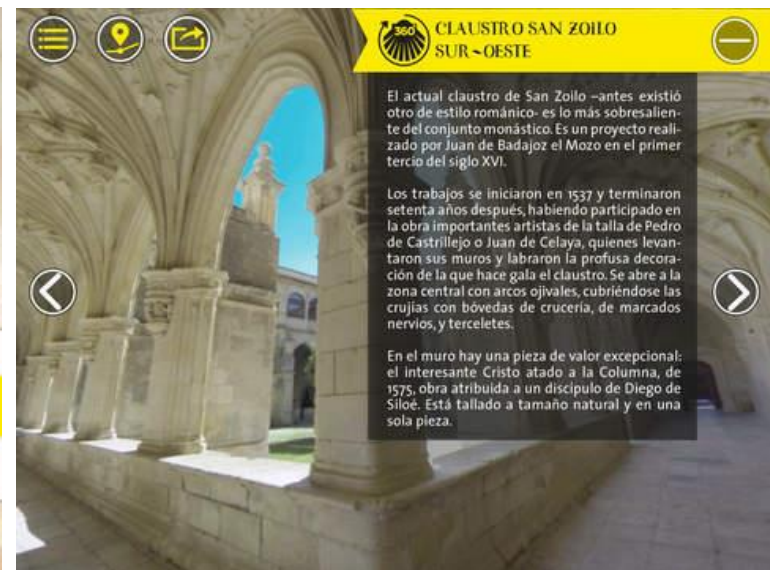 360°
CLAUSTRO SAN ZOILO
SUR~OESTE
El actual claustro de San Zoilo –antes existió
otro de estilo románico- es lo más sobresalien-
te del conjunto monástico. Es un proyecto reali-
zado por Juan de Badajoz el Mozo en el primer
tercio del siglo XVI.
Los trabajos se iniciaron en 1537 y terminaron
setenta años después, habiendo participado en
la obra importantes artistas de la talla de Pedro
de Castrillejo o Juan de Celaya, quienes levan-
taron sus muros y labraron la profusa decora-
ción de la que hace gala el claustro. Se abre a la
zona central con arcos ojivales, cubriéndose las
crujías con bóvedas de crucería, de marcados
nervios, y terceletes.
En el muro hay una pieza de valor excepcional:
el interesante Cristo atado a la Columna, de
1575, obra atribuida a un discípulo de Diego de
Siloé. Está tallado a tamaño natural y en una
sola pieza.